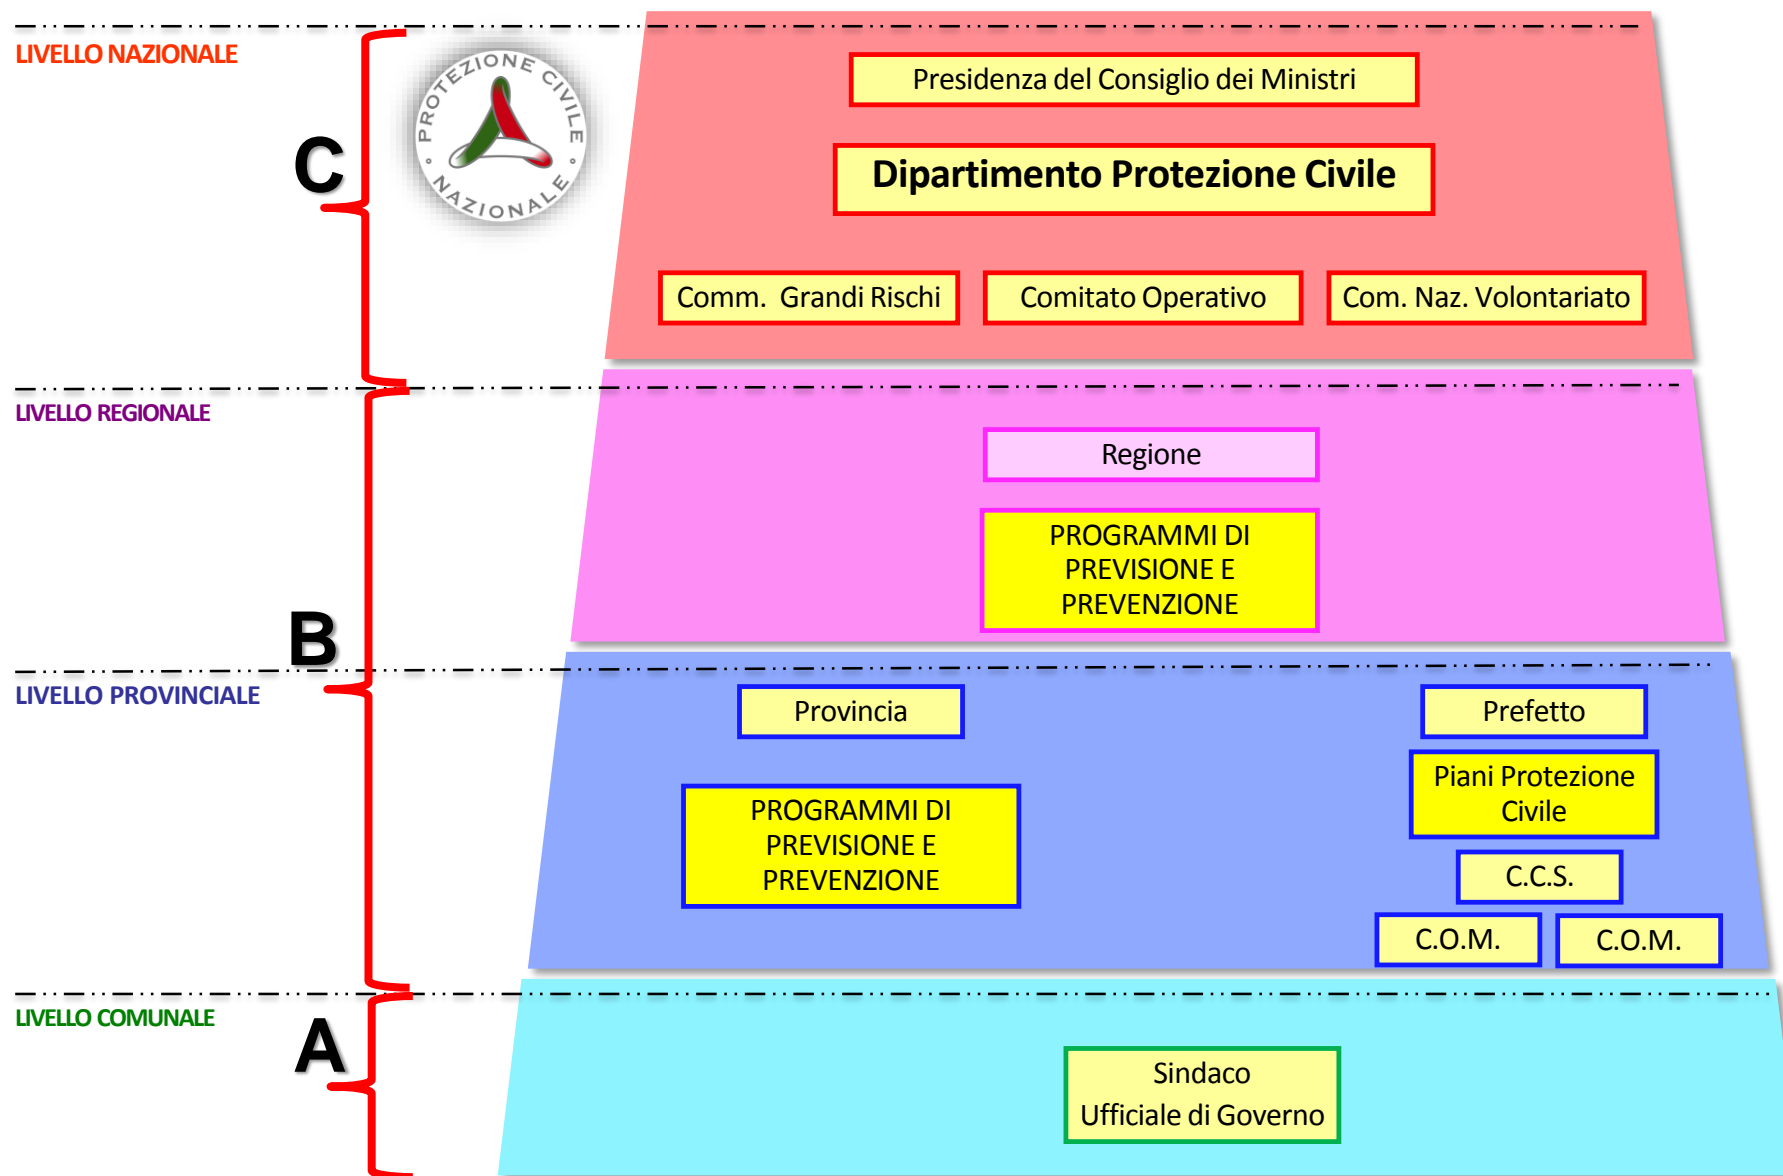 LIVELLO NAZIONALE
C
PROTEZIONE CIVILE
NAZIONALE
Presidenza del Consiglio dei Ministri
Dipartimento Protezione Civile
Comm. Grandi Rischi
Comitato Operativo
Com. Naz. Volontariato
LIVELLO REGIONALE
Regione
PROGRAMMI DI
PREVISIONE E
PREVENZIONE
B
LIVELLO PROVINCIALE
Provincia
PROGRAMMI DI
PREVISIONE E
PREVENZIONE
Prefetto
Piani Protezione
Civile
C.C.S.
C.O.M.
C.O.M.
LIVELLO COMUNALE
A
Sindaco
Ufficiale di Governo